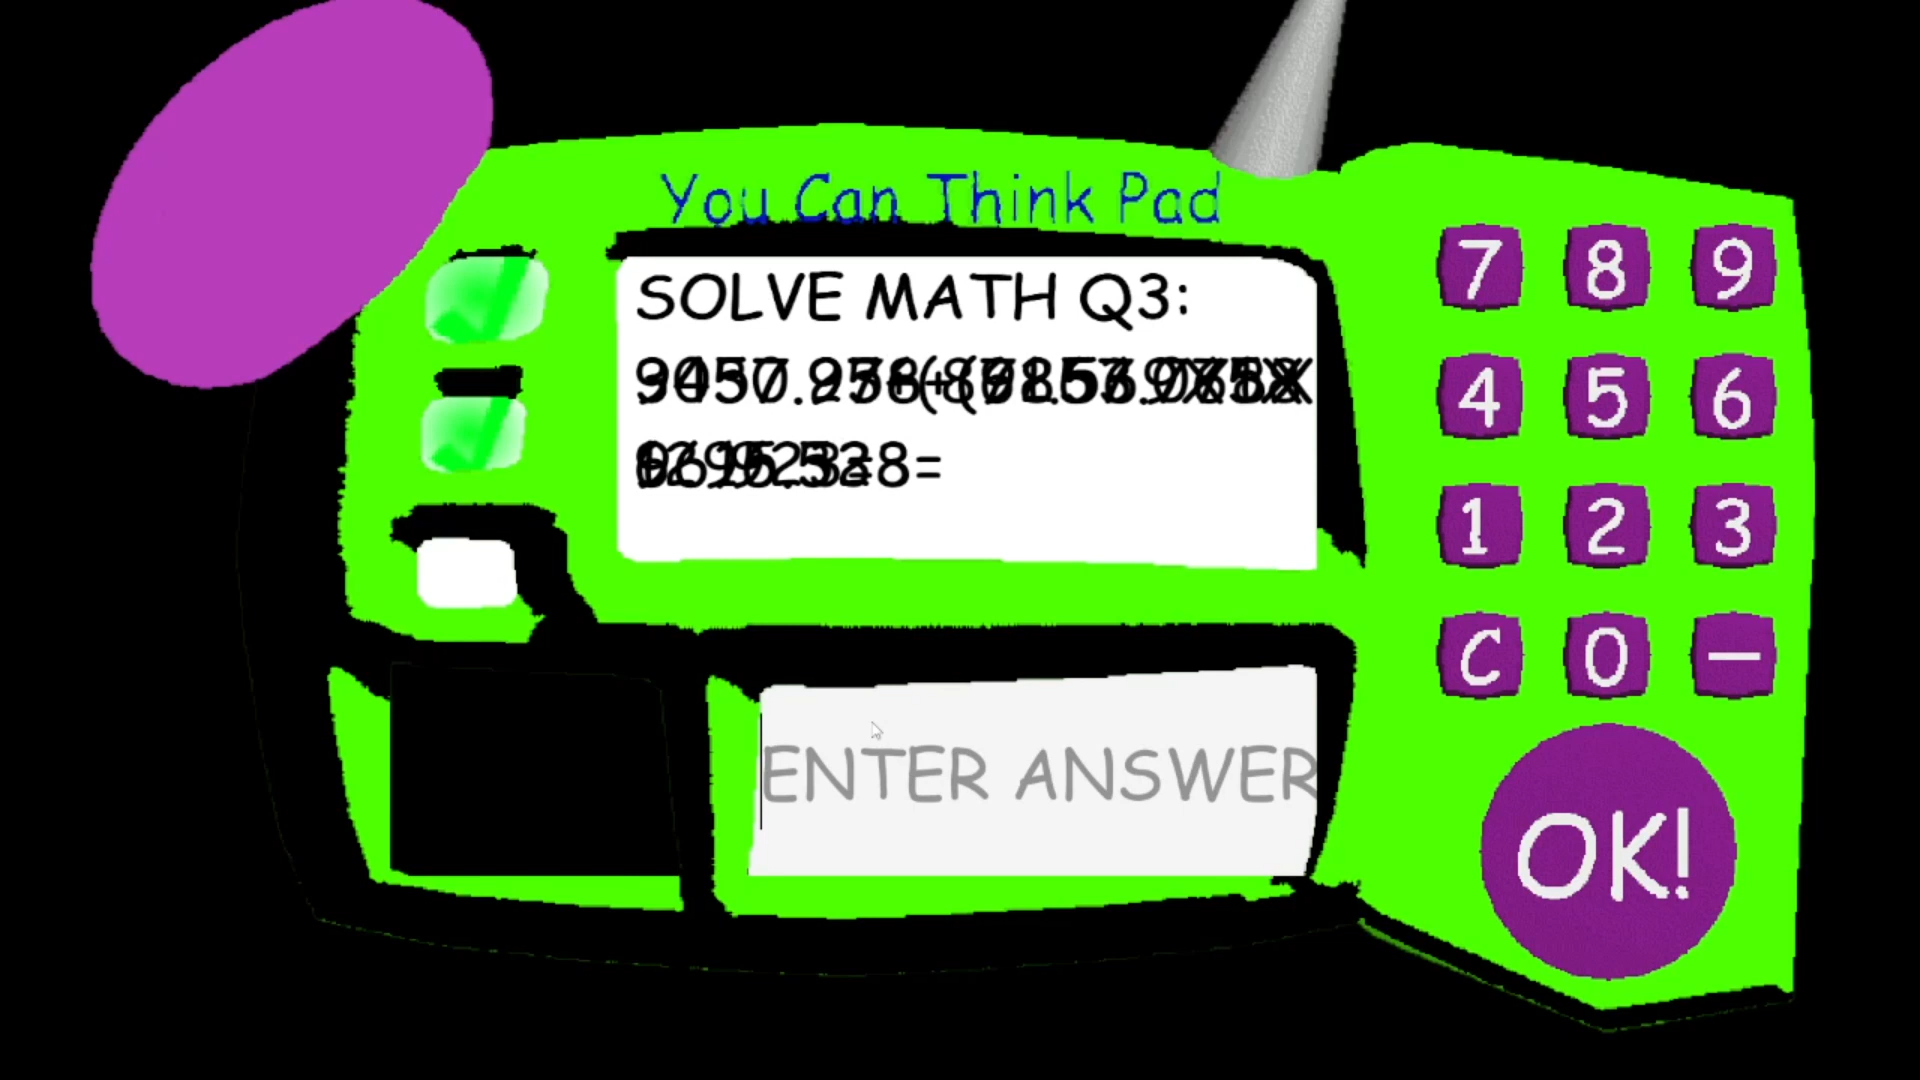 You Can Think Pad
SOLVE MATH Q3:
ENTER ANSWER
7 8 9
4 5 6
1 2 3
C 0 —
OK!